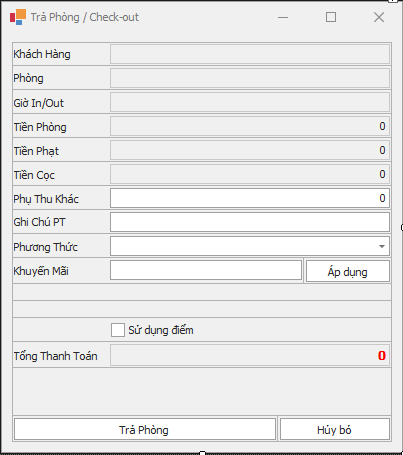 Trả Phòng / Check-out
Khách Hàng
Phòng
Giờ In/Out
Tiền Phòng 0
Tiền Phạt 0
Tiền Cọc 0
Phụ Thu Khác 0
Ghi Chú PT
Phương Thức
Khuyến Mãi Áp dụng
Sử dụng điểm
Tổng Thanh Toán 0
Trả Phòng Hủy bỏ